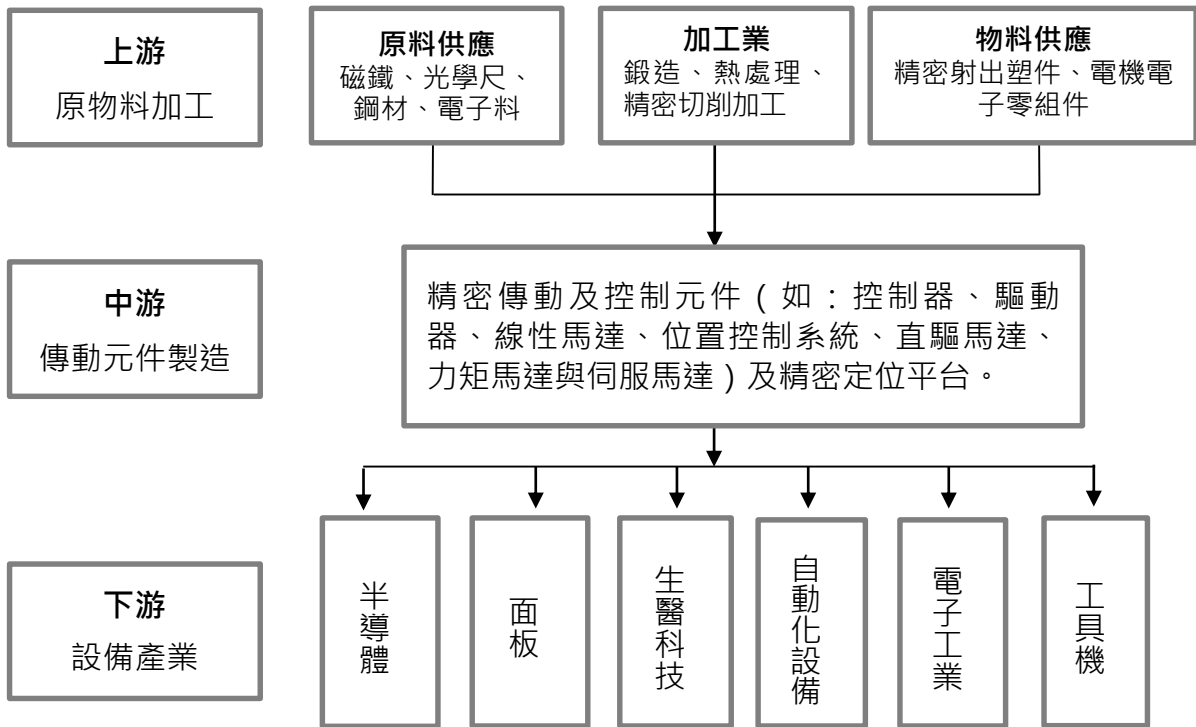 上游
原物料加工
原料供應
磁鐵、光學尺、
鋼材、電子料
加工業
鍛造、熱處理、
精密切削加工
物料供應
精密射出塑件、電機電
子零組件
中游
傳動元件製造
精密傳動及控制元件（如：控制器、驅動
器、線性馬達、位置控制系統、直驅馬達、
力矩馬達與伺服馬達）及精密定位平台。
下游
設備產業
半導體
面板
生醫科技
自動化設備
電子工業
工具機